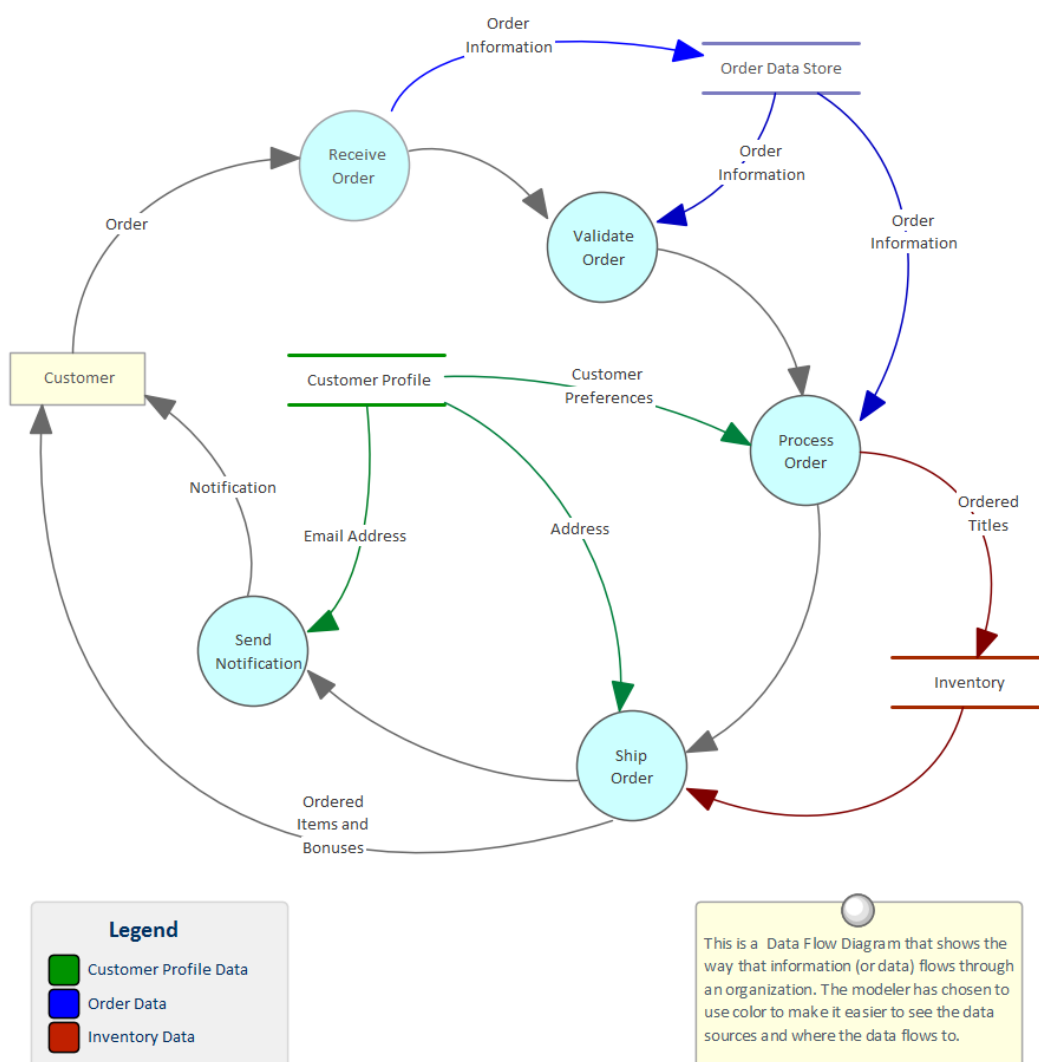 Order
Information
Order Data Store
Receive
Order
Order
Information
Order
Information
Order
Validate
Order
Customer
Customer Profile
Customer
Preferences
Process
Order
Notification
Email Address
Address
Ordered
Titles
Send
Notification
Inventory
Ship
Order
Ordered
Items and
Bonuses
Legend
Customer Profile Data
Order Data
Inventory Data
This is a Data Flow Diagram that shows the
way that information (or data) flows through
an organization. The modeler has chosen to
use color to make it easier to see the data
sources and where the data flows to.